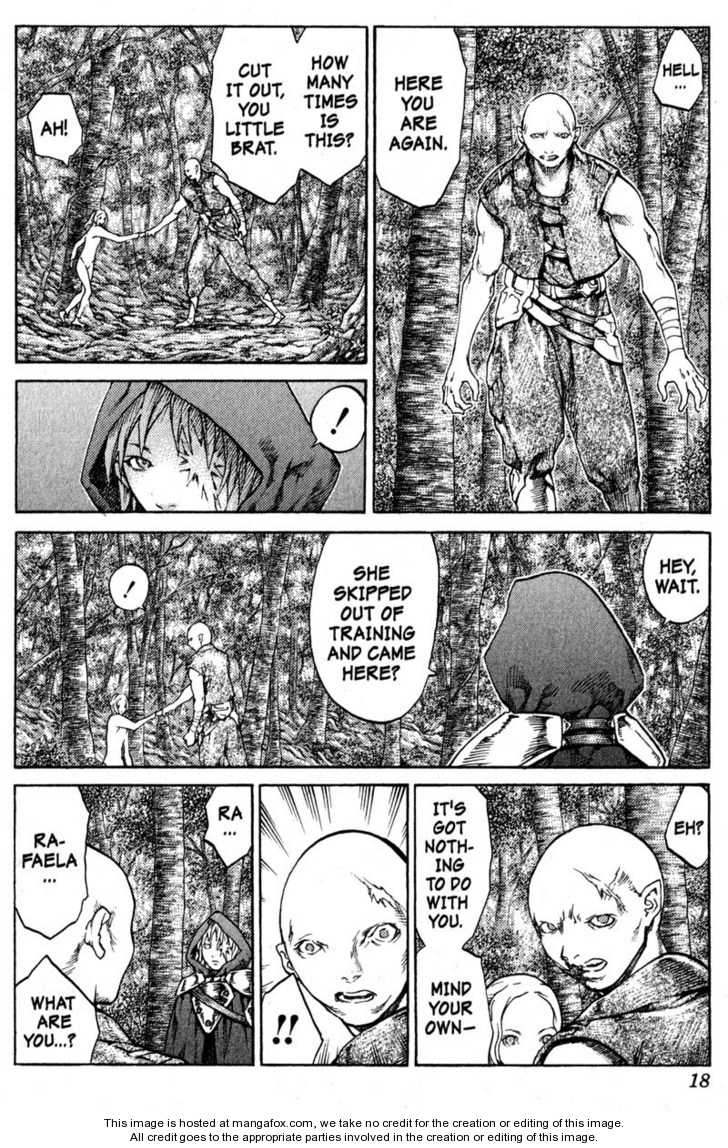 HELL
...
HERE
YOU
ARE
AGAIN.
HOW
MANY
TIMES
IS
THIS?
CUT
IT OUT,
YOU
LITTLE
BRAT.
AH!
!
HEY,
WAIT.
SHE
SKIPPED
OUT OF
TRAINING
AND CAME
HERE?
!
EH?
IT'S
GOT
NOTH-
ING
TO DO
WITH
YOU.
MIND
YOUR
OWN—
!!
RA
...
RA-
FAELA
...
WHAT
ARE
YOU...?
18
This image is hosted at mangafox.com, we take no credit for the creation or editing of this image.
All credit goes to the appropriate parties involved in the creation or editing of this image.